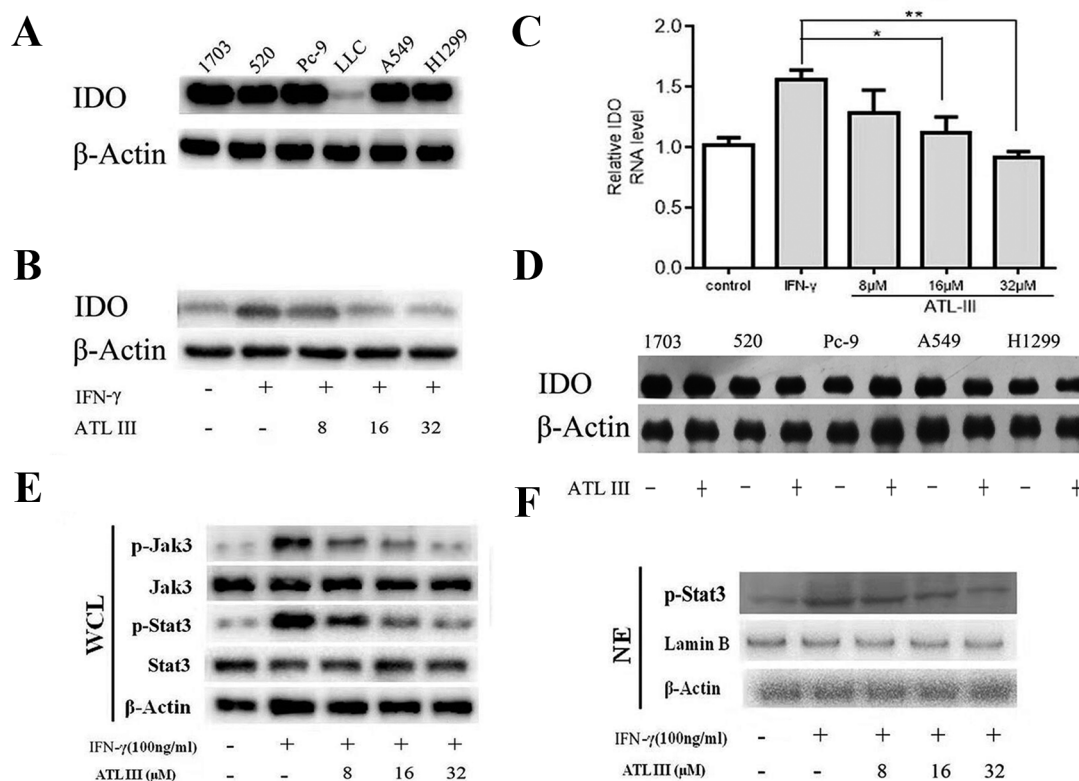 A
1703 520 Pc-9 LLC A549 H1299
IDO
β-Actin
B
IDO
β-Actin
IFN-γ - + + + +
ATL III - - 8 16 32
C
** 
*
2.0
1.5
1.0
0.5
0.0
Relative IDO
RNA level
control IFN-γ 8μM 16μM 32μM
ATL-III
D
1703 520 Pc-9 A549 H1299
IDO
β-Actin
ATL III - + - + - + - + - +
E
WCL
p-Jak3
Jak3
p-Stat3
Stat3
β-Actin
IFN-γ(100ng/ml) - + + + +
ATL III (μM) - - 8 16 32
F
NE
p-Stat3
Lamin B
β-Actin
IFN-γ(100ng/ml) - + + + +
ATL III (μM) - - 8 16 32